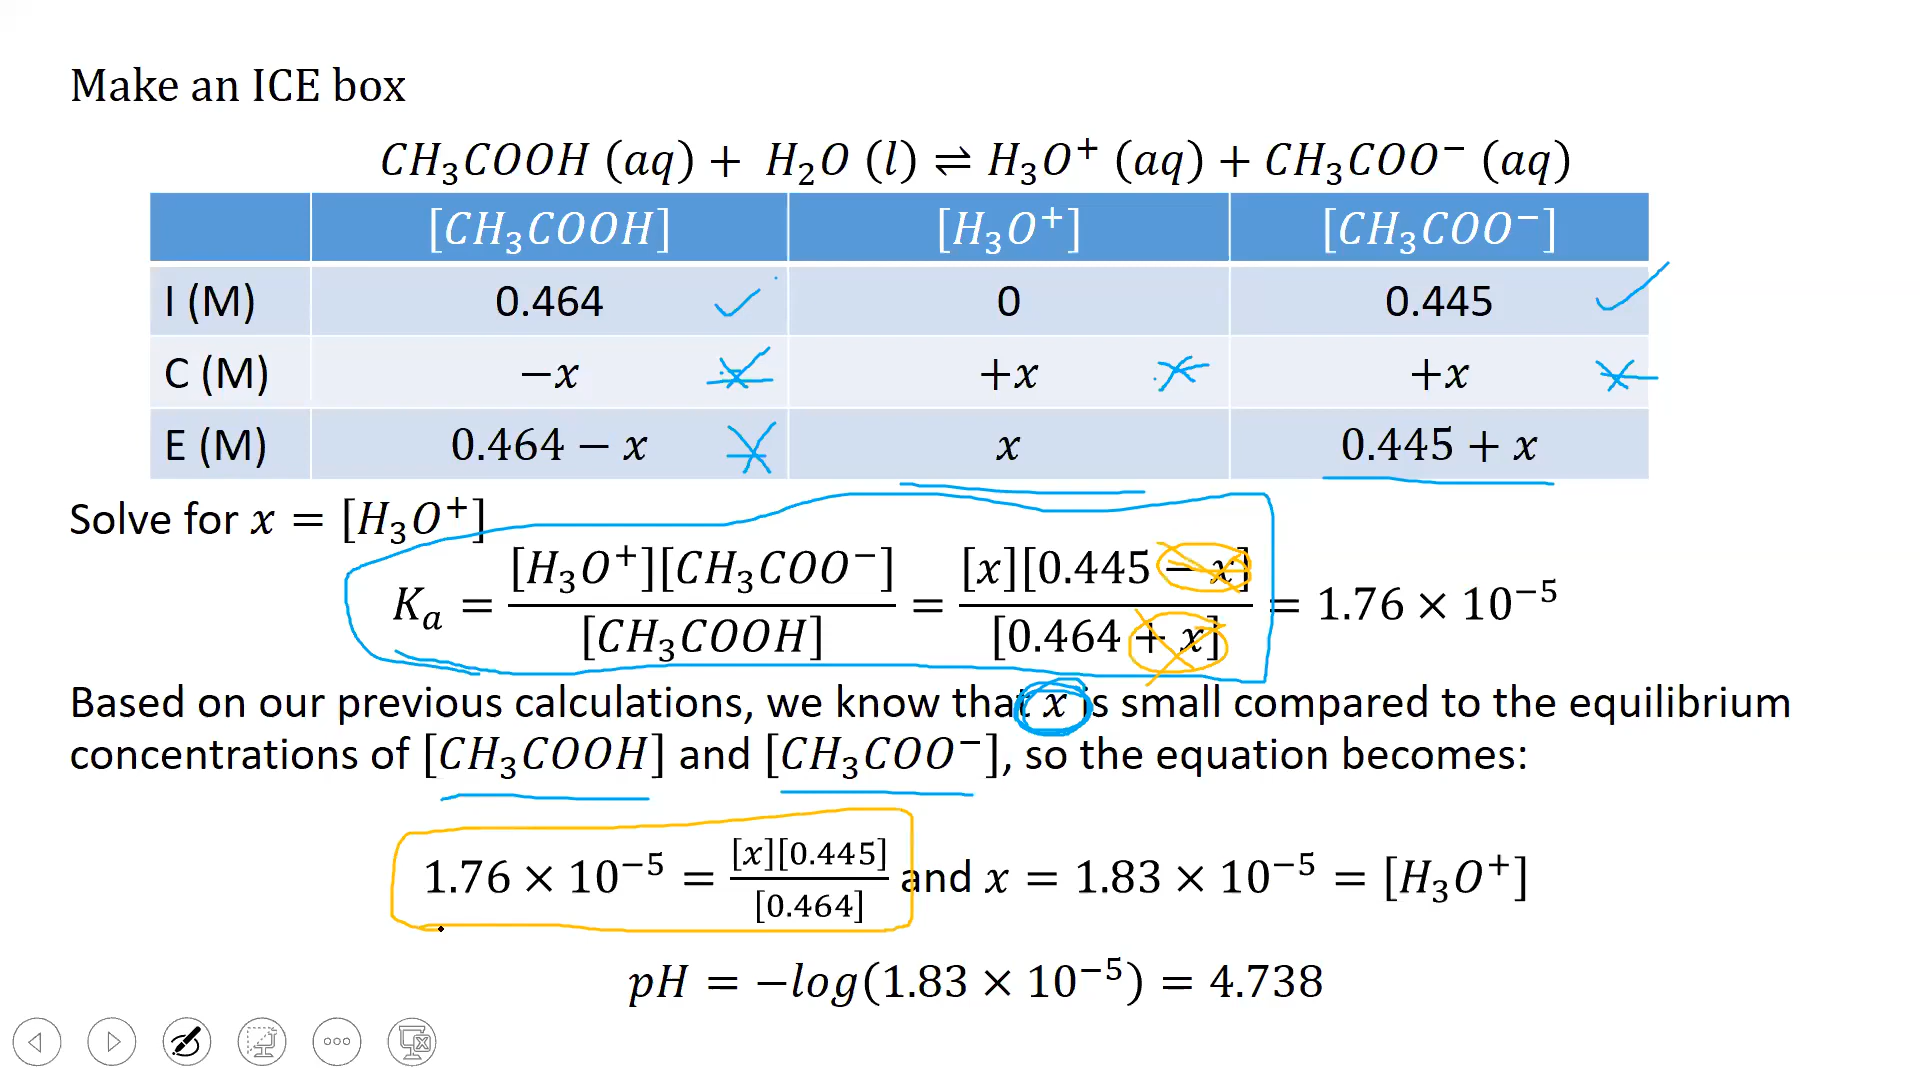 Make an ICE box
CH₃COOH (aq) + H₂O (l) ⇌ H₃O⁺ (aq) + CH₃COO⁻ (aq)
[CH₃COOH] [H₃O⁺] [CH₃COO⁻]
I (M) 0.464 0 0.445
C (M) −x +x +x
E (M) 0.464 − x x 0.445 + x
Solve for x = [H₃O⁺]
Kₐ = [H₃O⁺][CH₃COO⁻] / [CH₃COOH] = [x][0.445 − x] / [0.464 + x] = 1.76 × 10⁻⁵
Based on our previous calculations, we know that x is small compared to the equilibrium
concentrations of [CH₃COOH] and [CH₃COO⁻], so the equation becomes:
1.76 × 10⁻⁵ = [x][0.445] / [0.464] and x = 1.83 × 10⁻⁵ = [H₃O⁺]
pH = −log(1.83 × 10⁻⁵) = 4.738